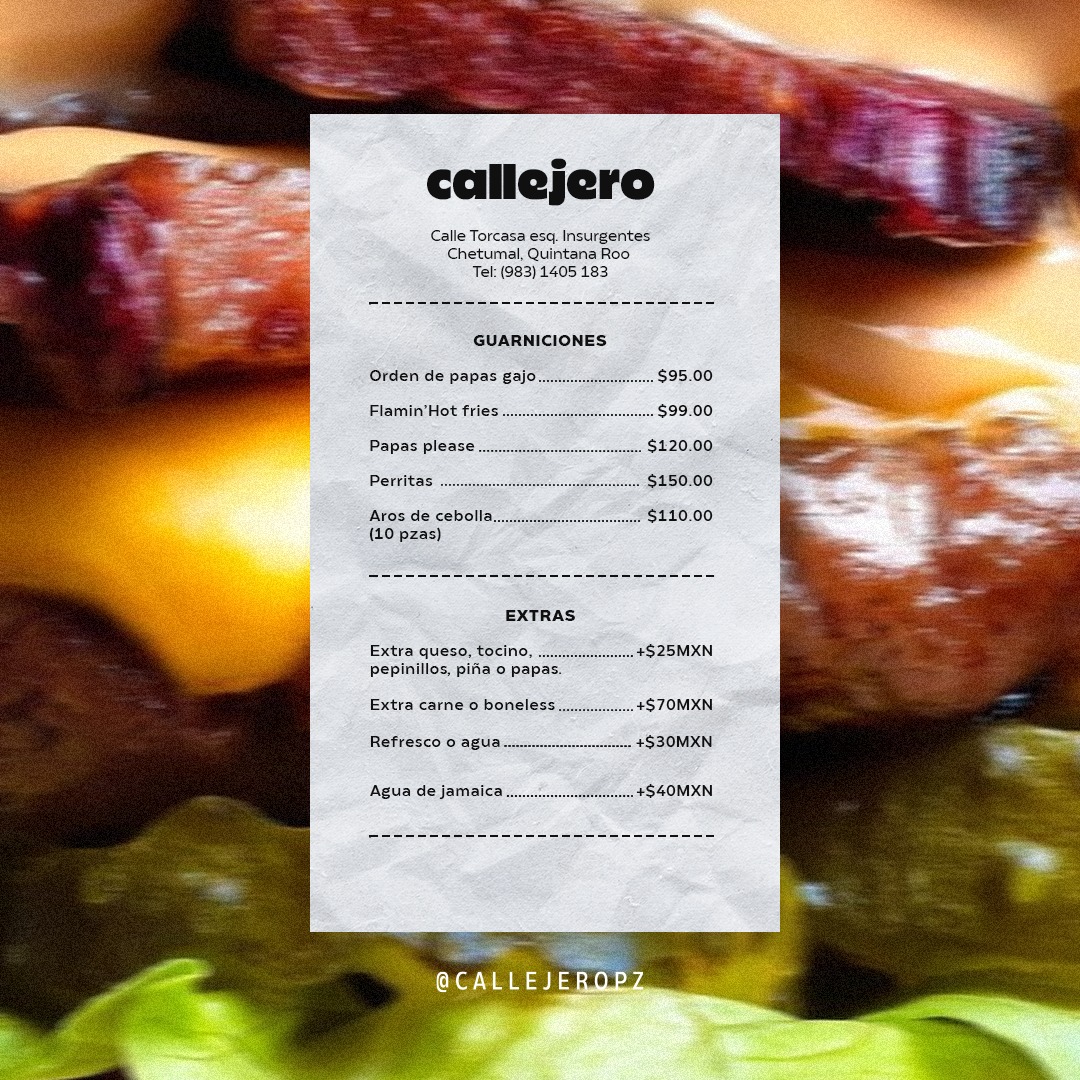 callejero
Calle Torcasa esq. Insurgentes
Chetumal, Quintana Roo
Tel: (983) 1405 183
GUARNICIONES
Orden de papas gajo $95.00
Flamin'Hot fries $99.00
Papas please $120.00
Perritas $150.00
Aros de cebolla $110.00
(10 pzas)
EXTRAS
Extra queso, tocino, +$25MXN
pepinillos, piña o papas.
Extra carne o boneless +$70MXN
Refresco o agua +$30MXN
Agua de jamaica +$40MXN
@CALLEJEROPZ